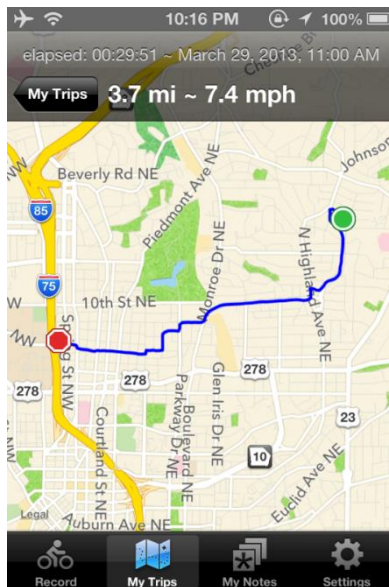 10:16 PM 100%
elapsed: 00:29:51 ~ March 29, 2013, 11:00 AM
My Trips 3.7 mi ~ 7.4 mph
Johnson
NW
Beverly Rd NE
Piedmont Ave NE
85
Monroe Dr NE
N Highland Ave NE
75
10th St NE
NW
Spring St NW
278
278
278
Glen Iris Dr NE
Boulevard NE
Parkway Dr NE
Courtland St NE
23
10
Euclid Ave NE
Legal
Auburn Ave NE
Record My Trips My Notes Settings